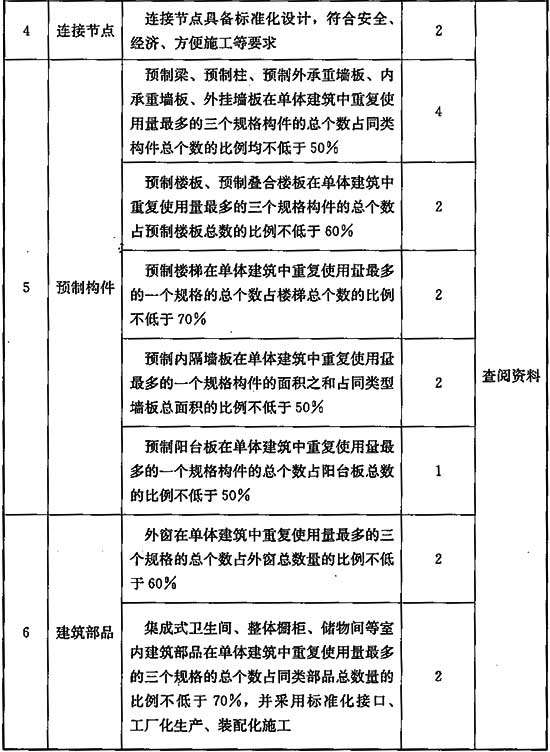 4
连接节点
连接节点具备标准化设计，符合安全、
经济、方便施工等要求
2
5
预制构件
预制梁、预制柱、预制外承重墙板、内
承重墙板、外挂墙板在单体建筑中重复使
用量最多的三个规格构件的总个数占同类
构件总个数的比例均不低于50%
4
预制楼板、预制叠合楼板在单体建筑中
重复使用量最多的三个规格构件的总个数
占预制楼板总数的比例不低于60%
2
预制楼梯在单体建筑中重复使用量最多
的一个规格的总个数占楼梯总个数的比例
不低于70%
2
预制内隔墙板在单体建筑中重复使用量
最多的一个规格构件的面积之和占同类型
墙板总面积的比例不低于50%
2
预制阳台板在单体建筑中重复使用量最
多的一个规格构件的总个数占阳台板总数
的比例不低于50%
1
6
建筑部品
外窗在单体建筑中重复使用量最多的三
个规格的总个数占外窗总数量的比例不低
于60%
2
集成式卫生间、整体橱柜、储物间等室
内建筑部品在单体建筑中重复使用量最多
的三个规格的总个数占同类部品总数量的
比例不低于70%，并采用标准化接口、
工厂化生产、装配化施工
2
查阅资料